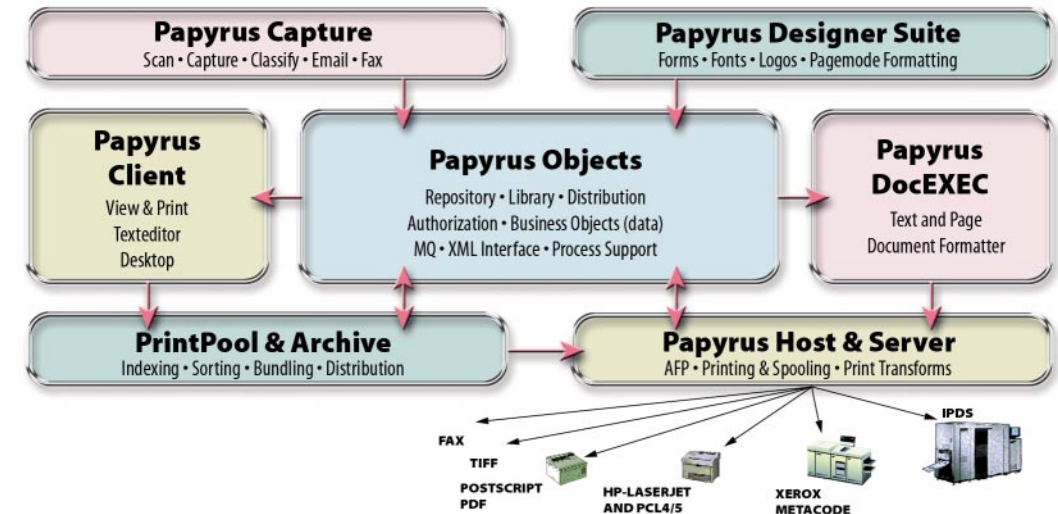 Papyrus Capture
Scan • Capture • Classify • Email • Fax
Papyrus Designer Suite
Forms • Fonts • Logos • Pagemode Formatting
Papyrus
Client
View & Print
Texteditor
Desktop
Papyrus Objects
Repository • Library • Distribution
Authorization • Business Objects (data)
MQ • XML Interface • Process Support
Papyrus
DocEXEC
Text and Page
Document Formatter
PrintPool & Archive
Indexing • Sorting • Bundling • Distribution
Papyrus Host & Server
AFP • Printing & Spooling • Print Transforms
FAX
TIFF
POSTSCRIPT
PDF
HP-LASERJET
AND PCL4/5
XEROX
METACODE
IPDS